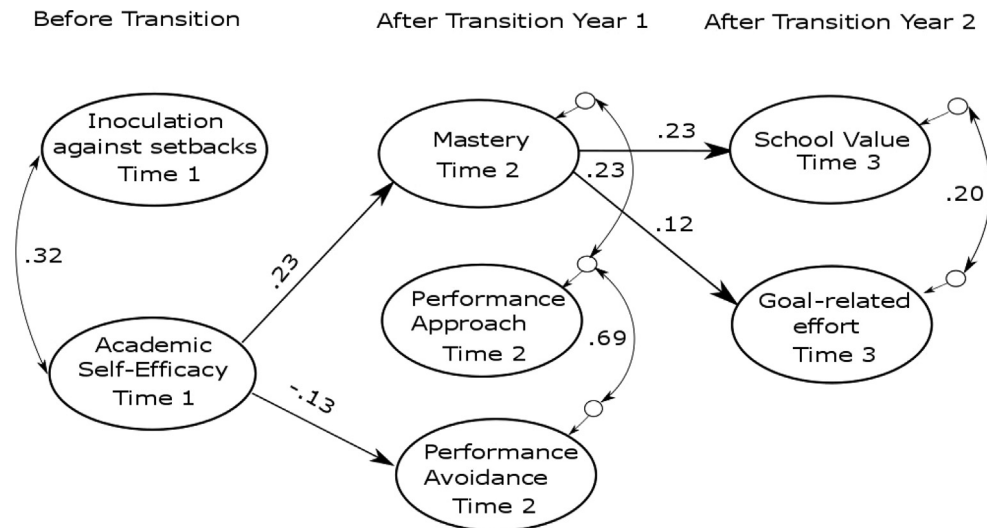 Before Transition
After Transition Year 1
After Transition Year 2
Inoculation
against setbacks
Time 1
.32
Academic
Self-Efficacy
Time 1
.23
-.13
Mastery
Time 2
.23
Performance
Approach
Time 2
.69
Performance
Avoidance
Time 2
.23
.12
School Value
Time 3
.20
Goal-related
effort
Time 3